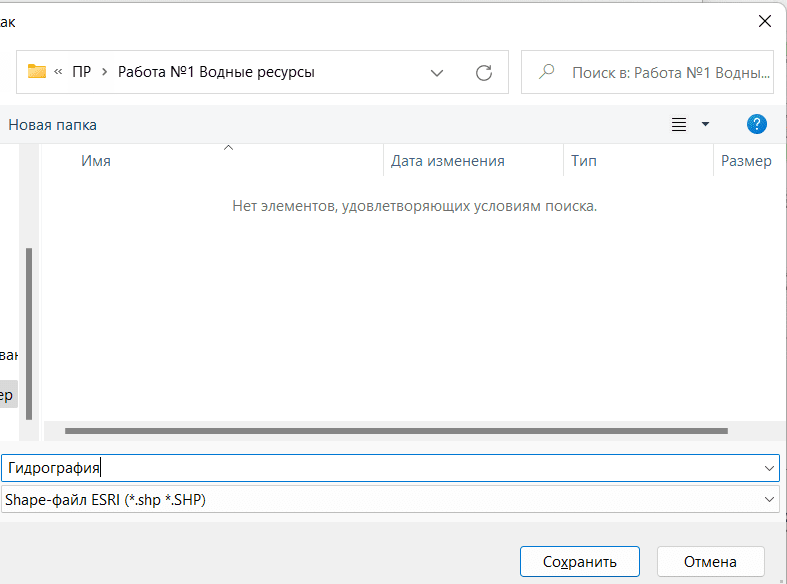 ак
« ПР › Работа №1 Водные ресурсы
Поиск в: Работа №1 Водны...
Новая папка
?
Имя Дата изменения Тип Размер
Нет элементов, удовлетворяющих условиям поиска.
ван
ер
Гидрография
Shape-файл ESRI (*.shp *.SHP)
Сохранить Отмена